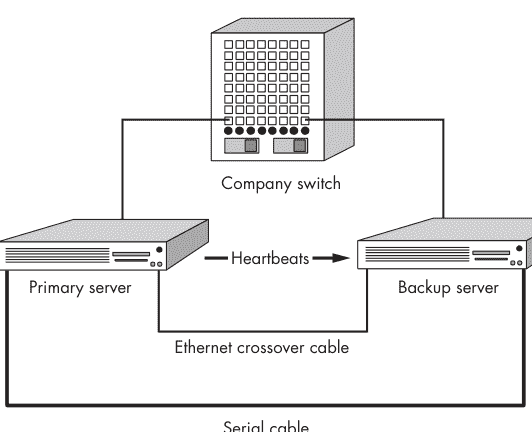 Company switch
Heartbeats
Primary server
Backup server
Ethernet crossover cable
Serial cable